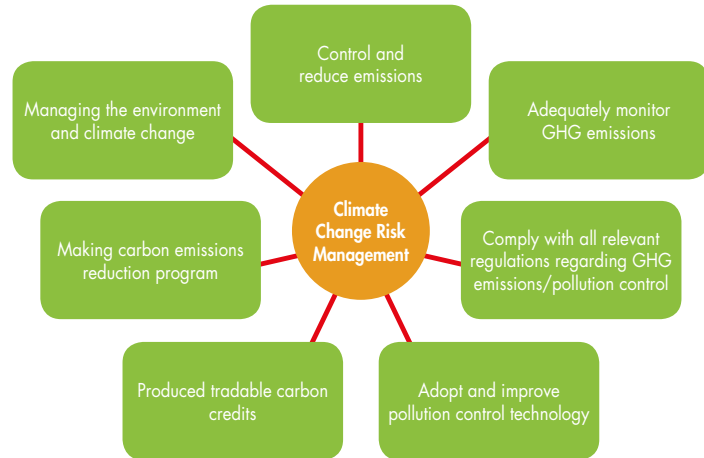 Control and
reduce emissions
Managing the environment
and climate change
Adequately monitor
GHG emissions
Climate
Change Risk
Management
Making carbon emissions
reduction program
Comply with all relevant
regulations regarding GHG
emissions/pollution control
Produced tradable carbon
credits
Adopt and improve
pollution control technology